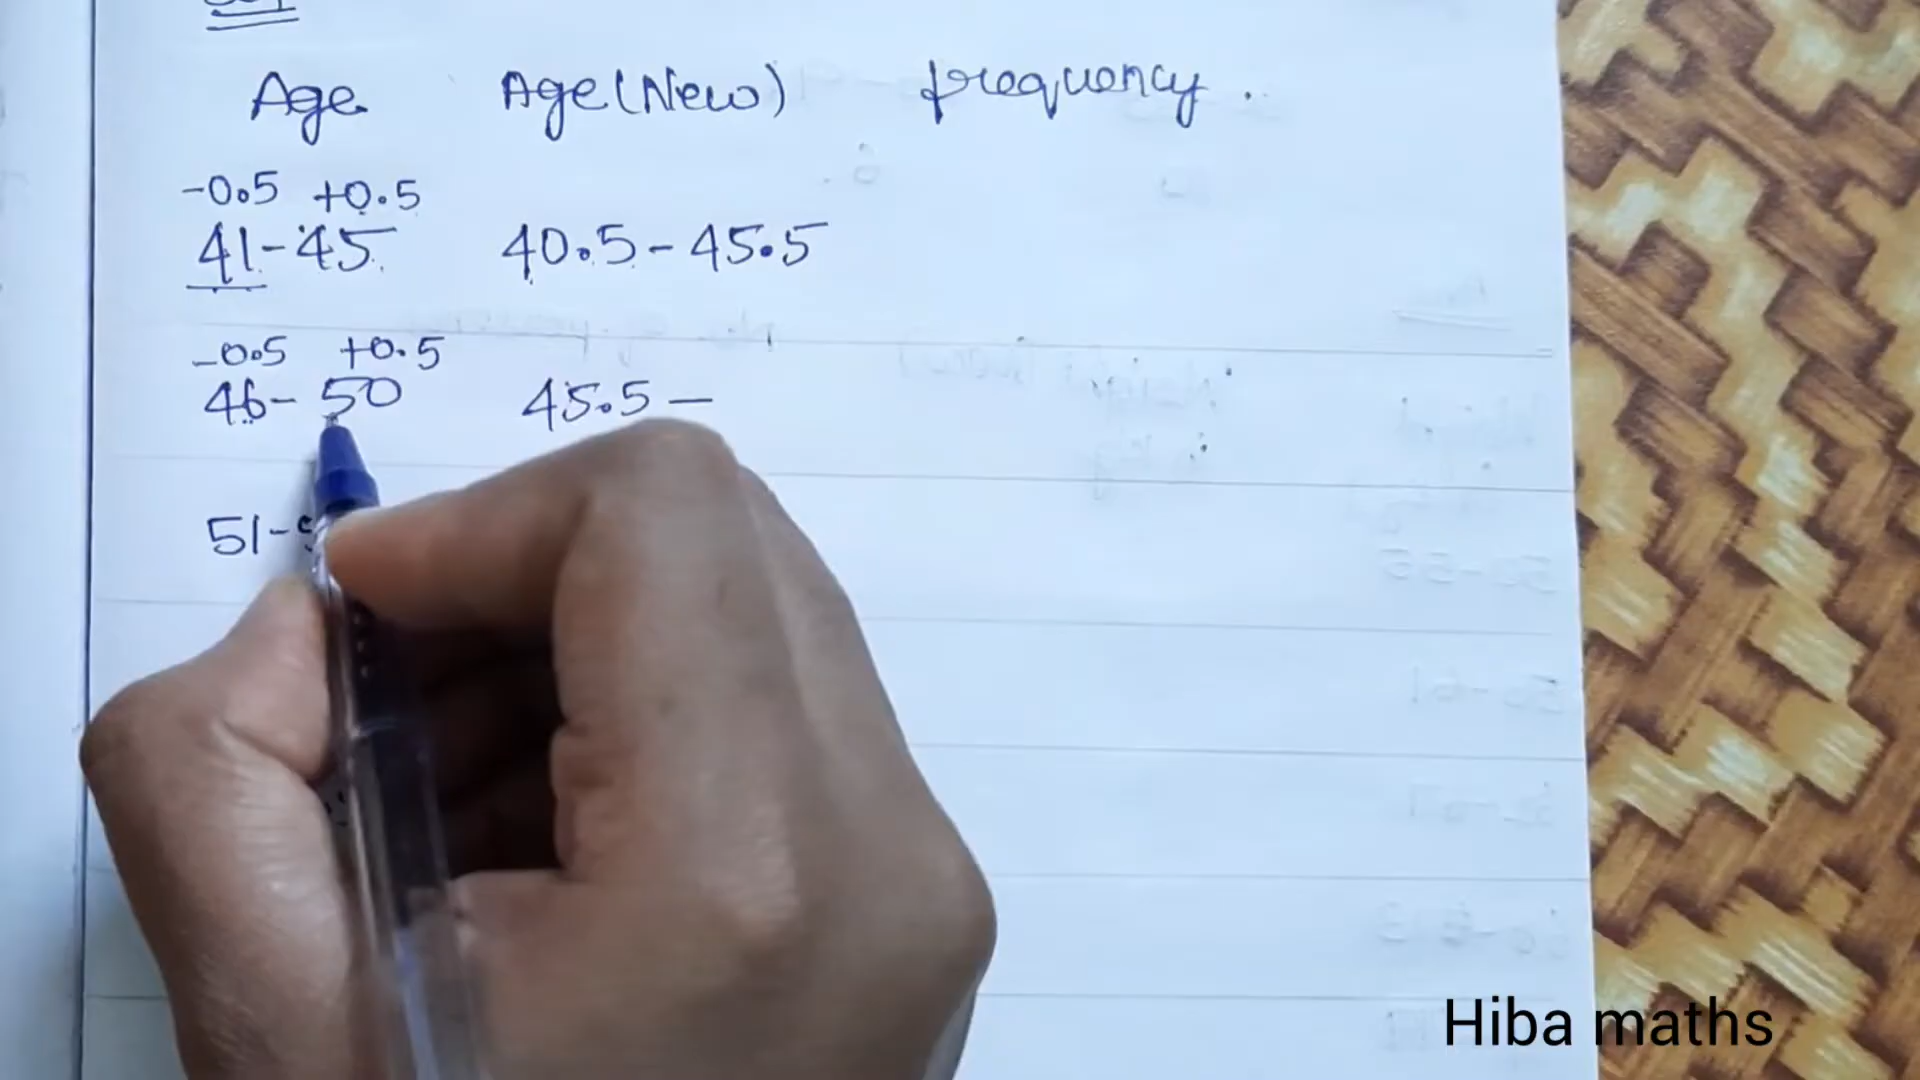 Age Age(New) frequency.
-0.5 +0.5
41-45 40.5-45.5
-0.5 +0.5
46-50 45.5-
51-5
Hiba maths